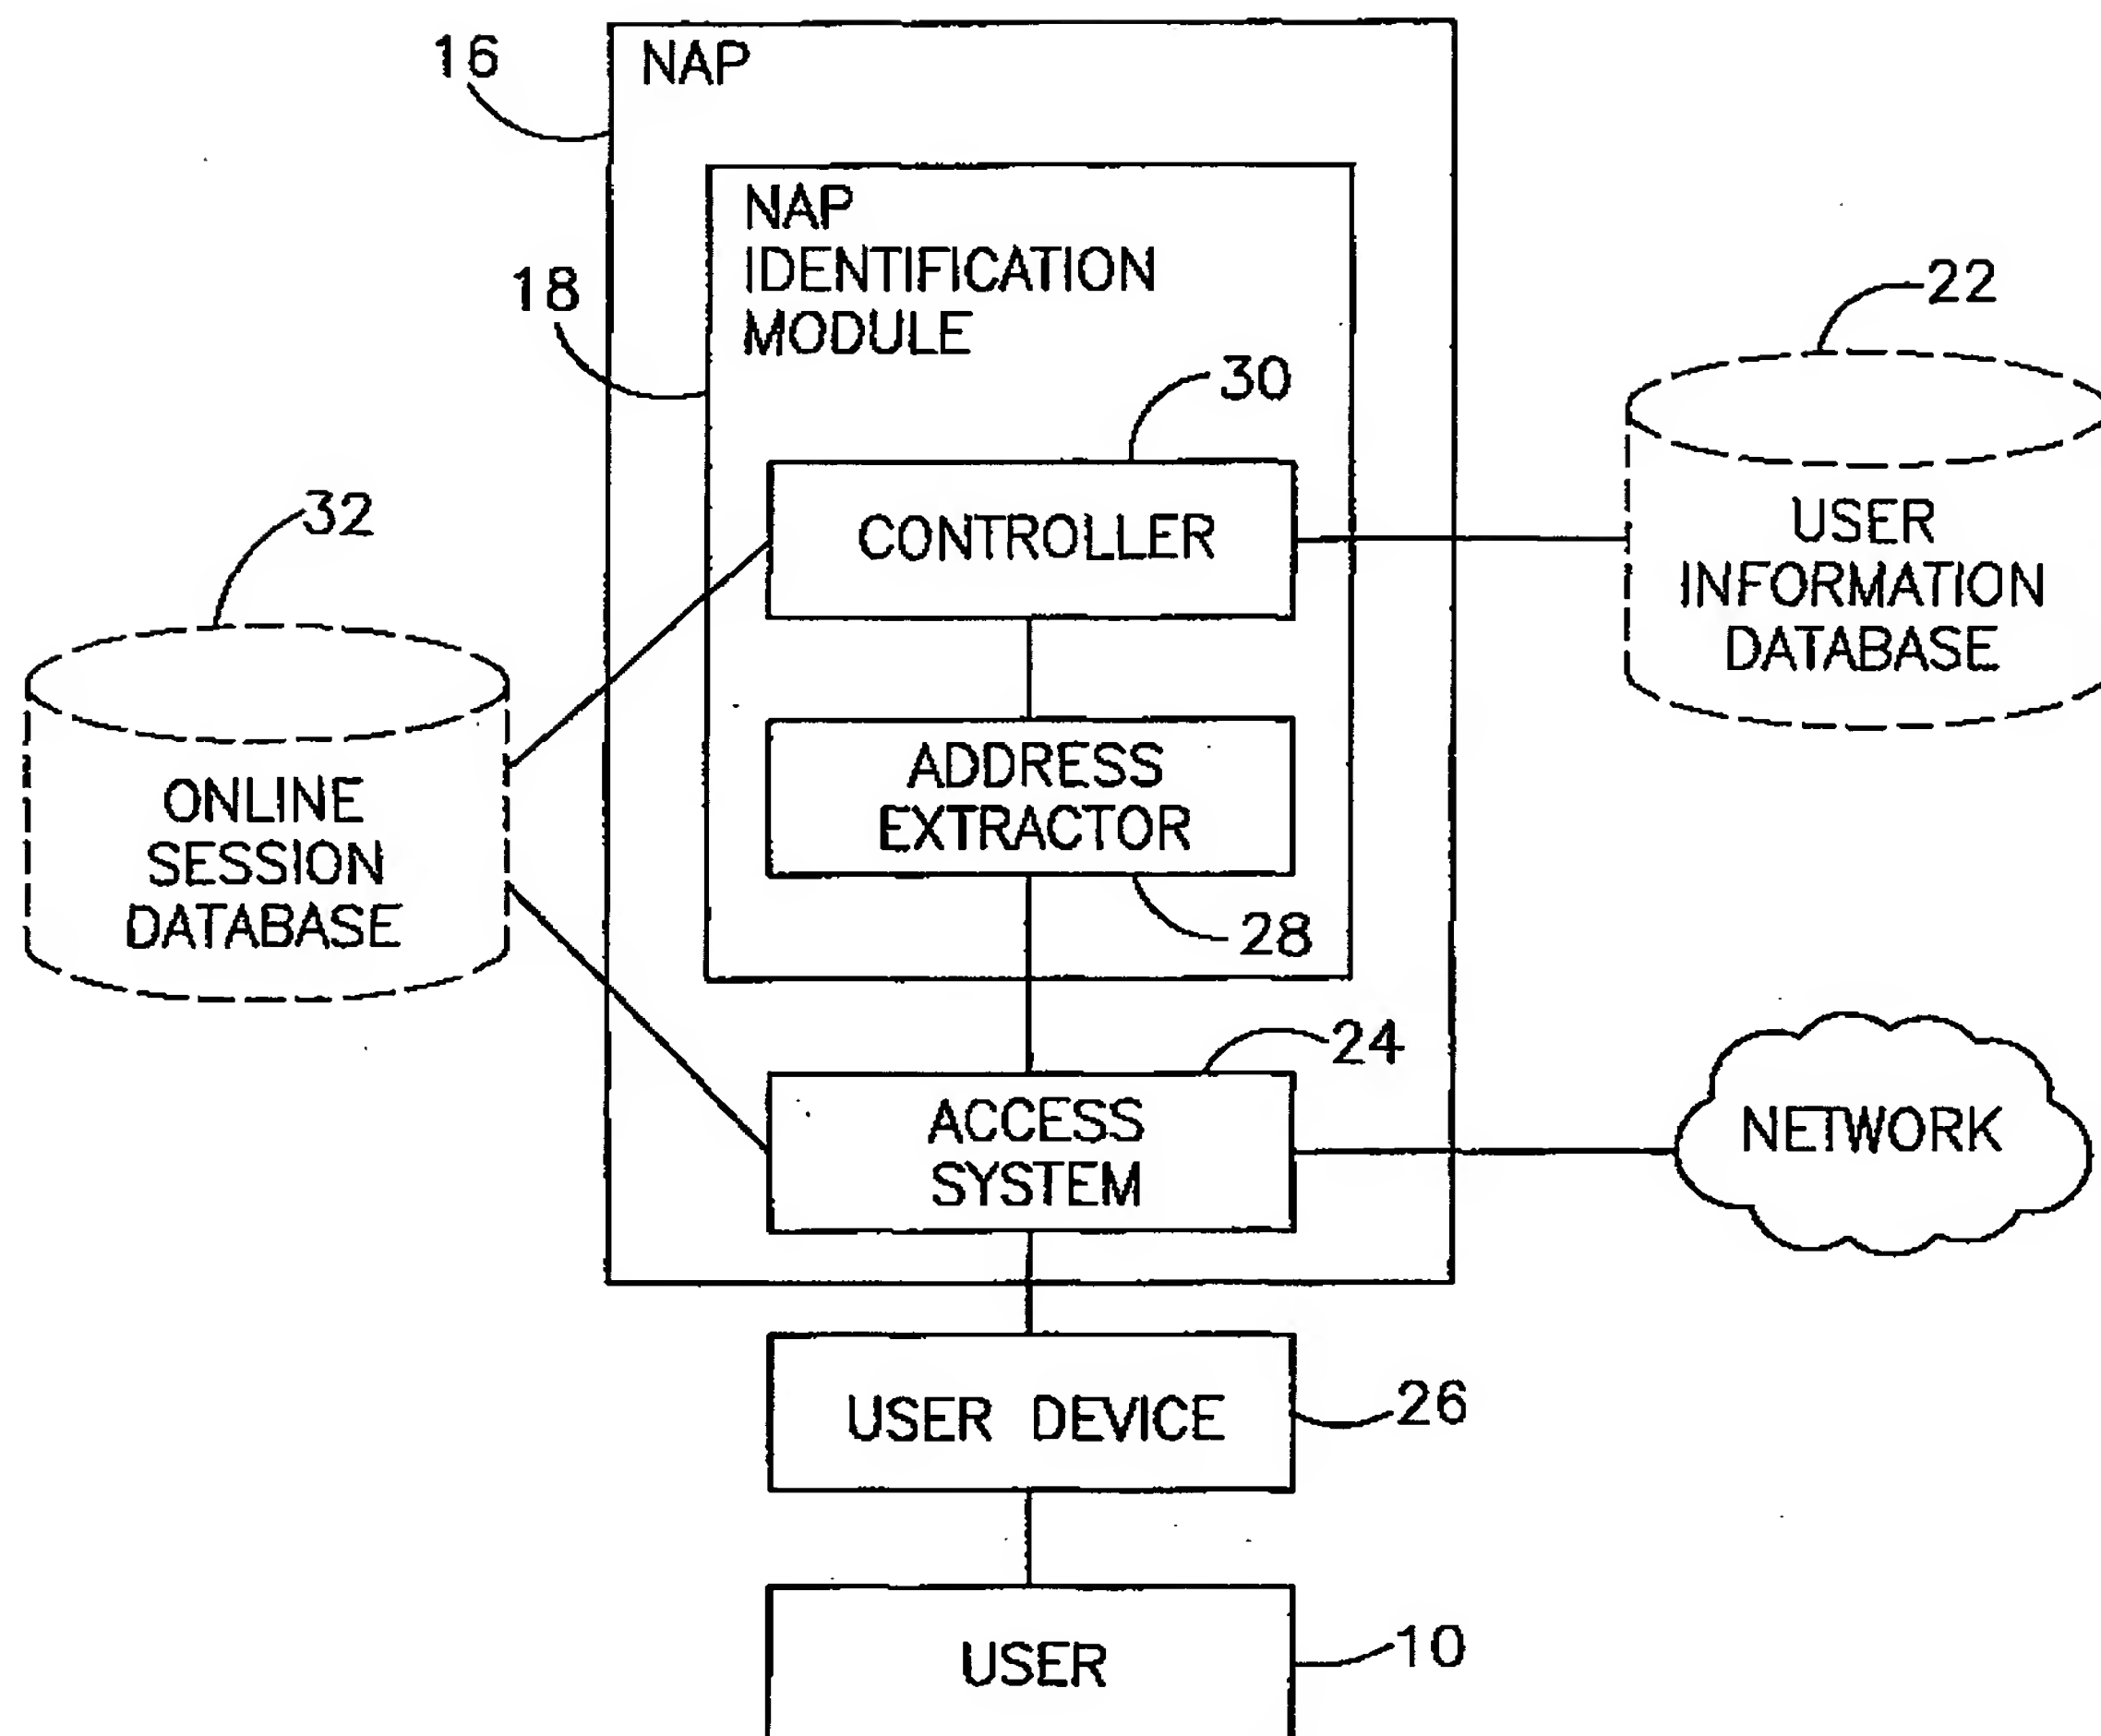 16
NAP
NAP
IDENTIFICATION
MODULE
18
22
30
CONTROLLER
USER
INFORMATION
DATABASE
32
ADDRESS
EXTRACTOR
ONLINE
SESSION
DATABASE
28
24
ACCESS
SYSTEM
NETWORK
USER DEVICE
26
USER
10